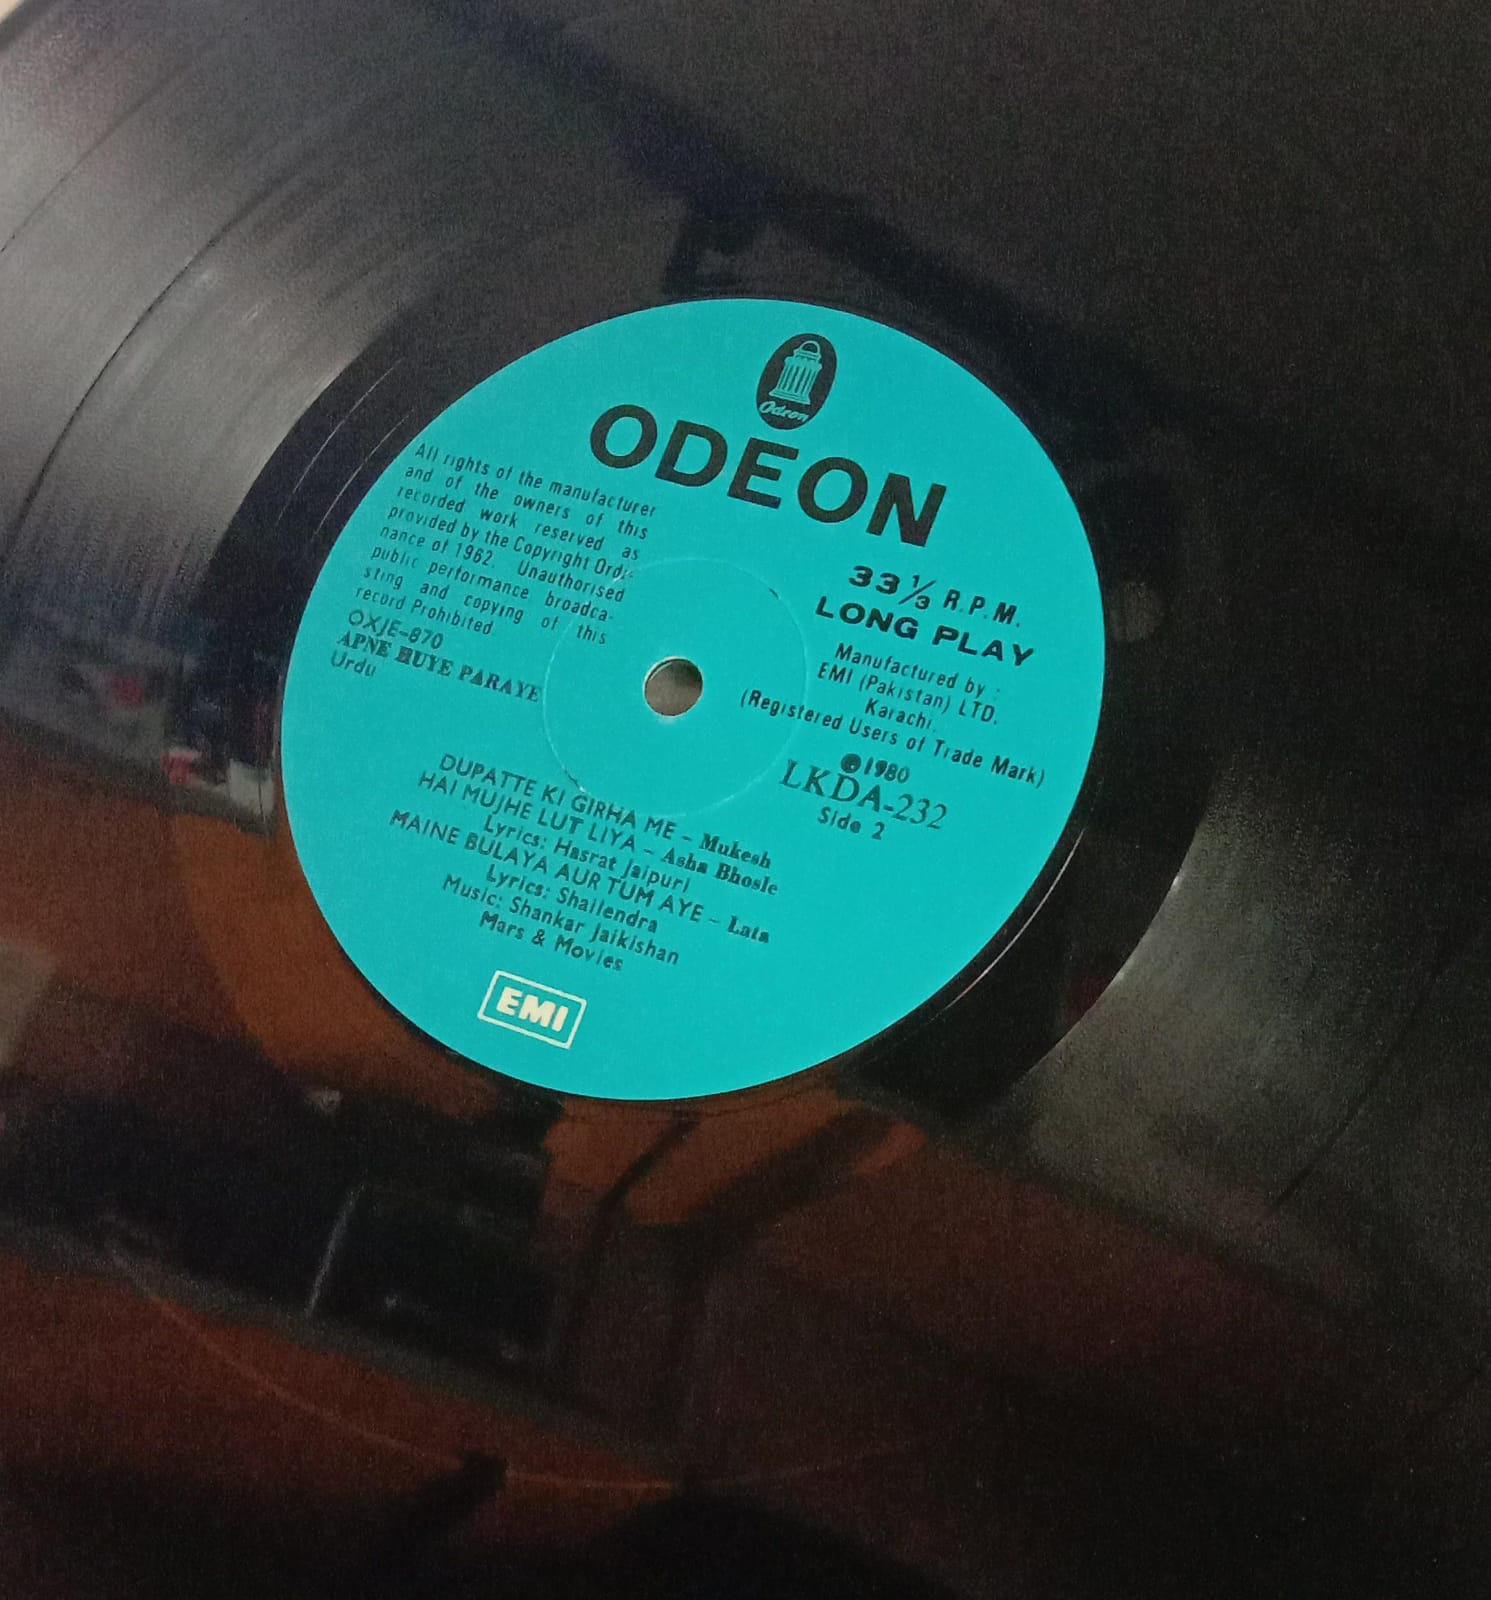 Odeon
ODEON
All rights of the manufacturer
and of the owners of this
recorded work reserved as
provided by the Copyright Ordi-
nance of 1962. Unauthorised
public performance broadca-
sting and copying of this
record Prohibited
OXJE-870
APNE HUYE PARAYE
Urdu
33 1/3 R.P.M.
LONG PLAY
Manufactured by :
EMI (Pakistan) LTD.
Karachi.
(Registered Users of Trade Mark)
℗1980
LKDA-232
Side 2
DUPATTE KI GIRHA ME – Mukesh
HAI MUJHE LUT LIYA – Asha Bhosle
Lyrics: Hasrat Jaipuri
MAINE BULAYA AUR TUM AYE – Lata
Lyrics: Shailendra
Music: Shankar Jaikishan
Mars & Movies
EMI